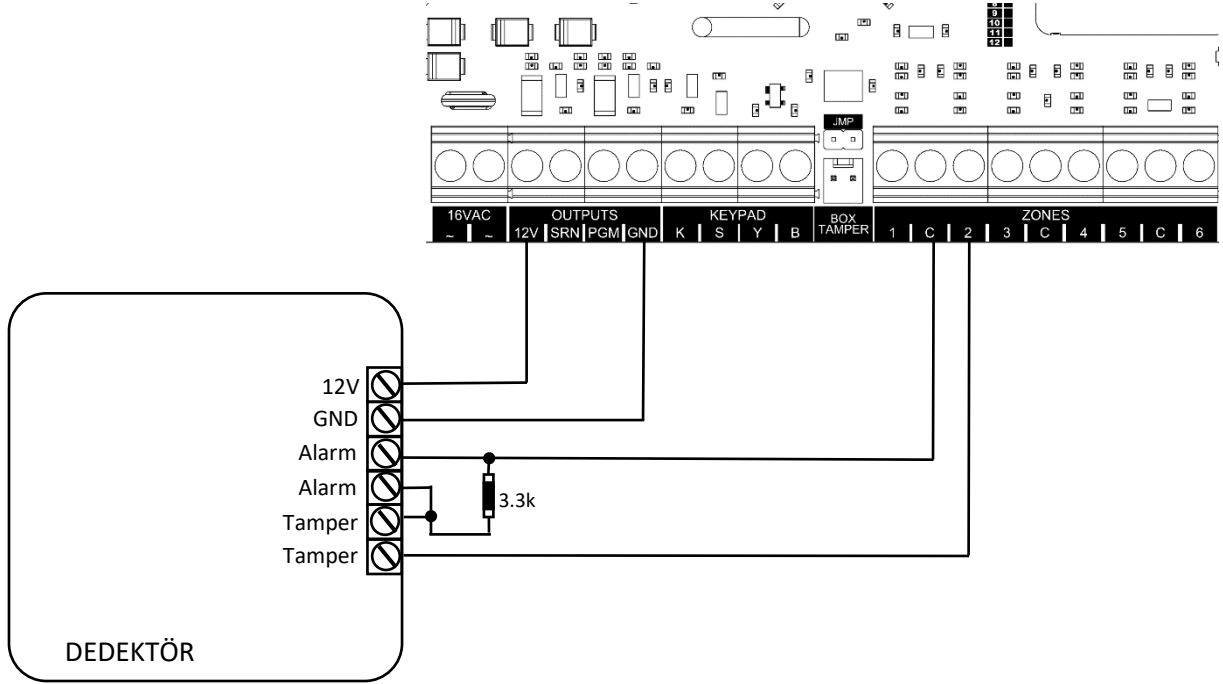 9
10
11
12
JMP
16VAC OUTPUTS KEYPAD BOX TAMPER ZONES
~ ~ 12V SRN PGM GND K S Y B 1 C 2 3 C 4 5 C 6
12V
GND
Alarm
Alarm
3.3k
Tamper
Tamper
DEDEKTÖR